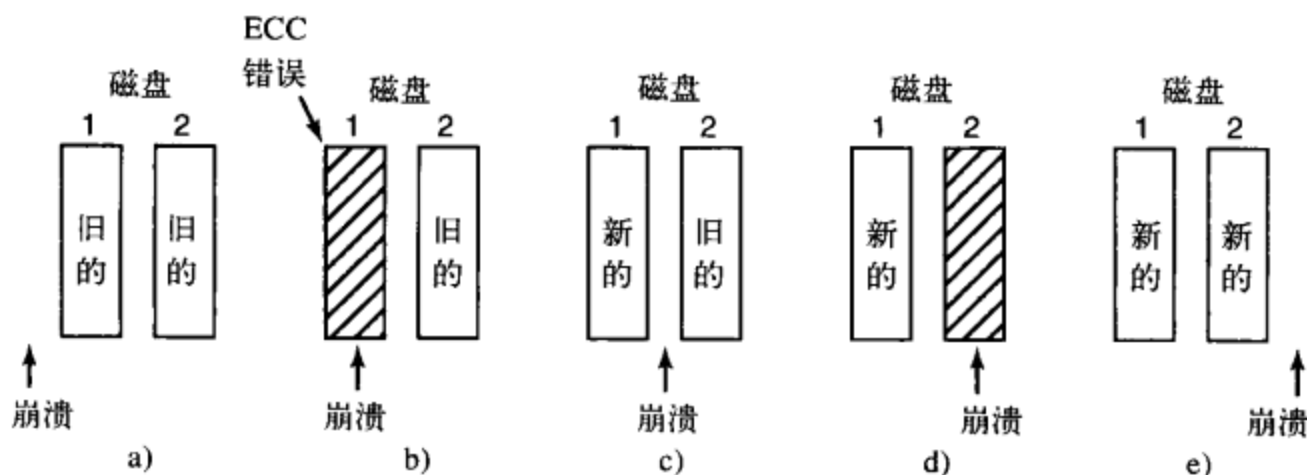 ECC
错误
磁盘 磁盘 磁盘 磁盘 磁盘
1 2 1 2 1 2 1 2 1 2
旧的 旧的 旧的 新的 旧的 新的 新的 新的
崩溃 崩溃 崩溃 崩溃 崩溃
a) b) c) d) e)